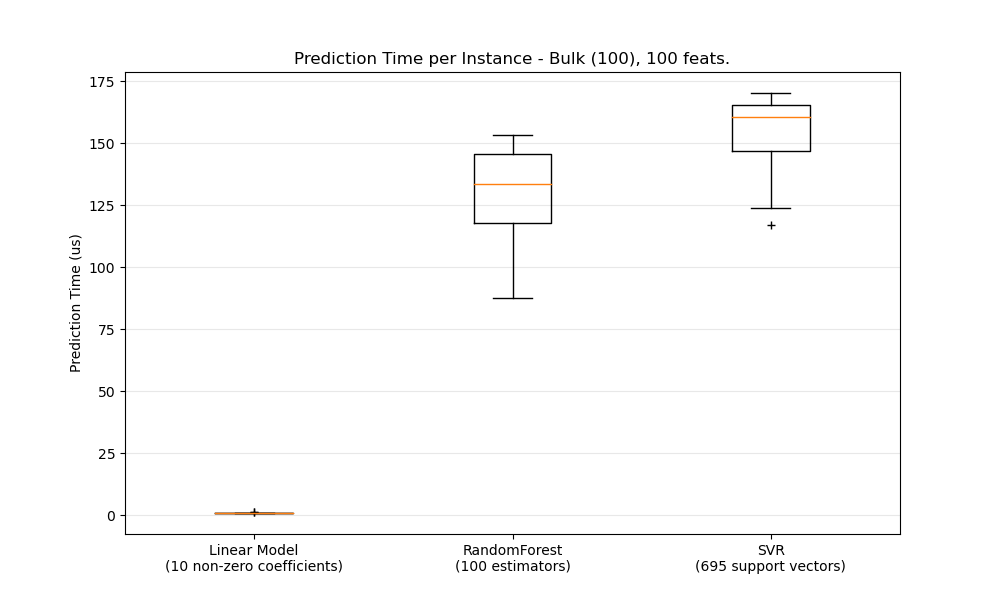 Prediction Time per Instance - Bulk (100), 100 feats.
175
150
125
100
75
50
25
0
Prediction Time (us)
Linear Model
(10 non-zero coefficients)
RandomForest
(100 estimators)
SVR
(695 support vectors)